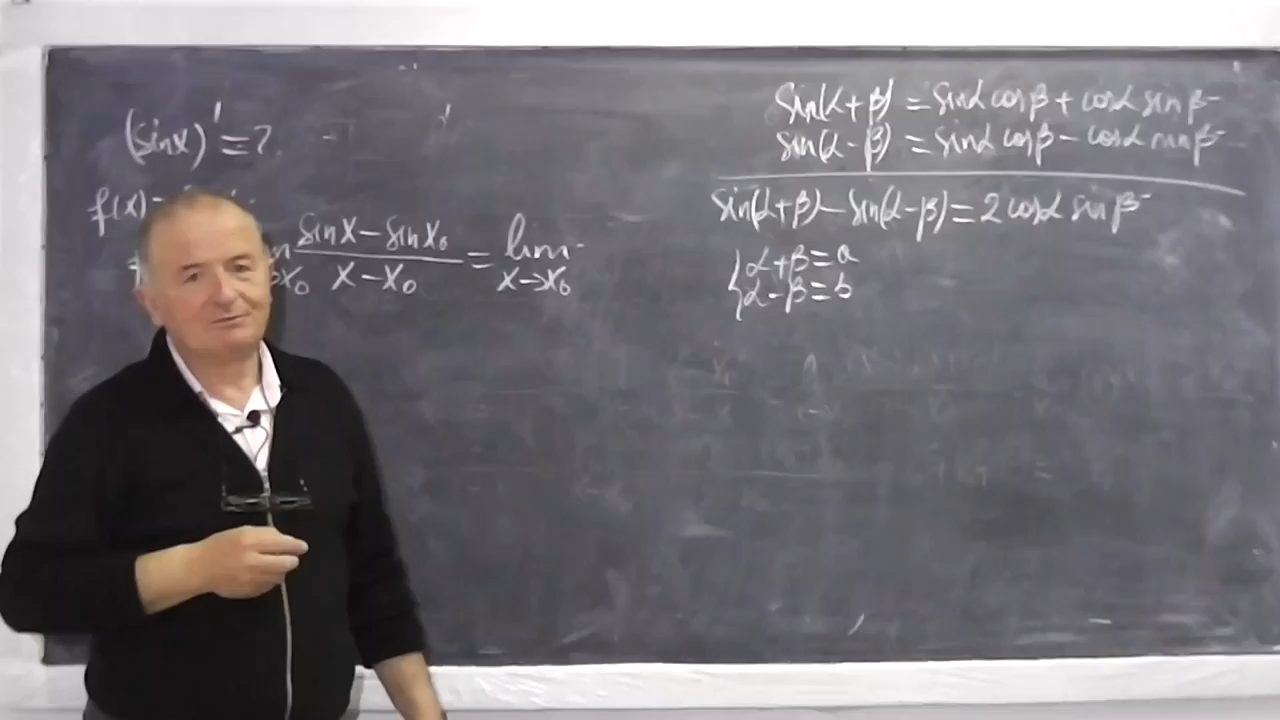 (sinx)' = ?
f(x) =
sinx - sinx₀ / x - x₀ = lim x→x₀
sin(α+β) = sinα cosβ + cosα sinβ
sin(α-β) = sinα cosβ - cosα sinβ
sin(α+β) - sin(α-β) = 2 cosα sinβ
{ α+β = a
α-β = b